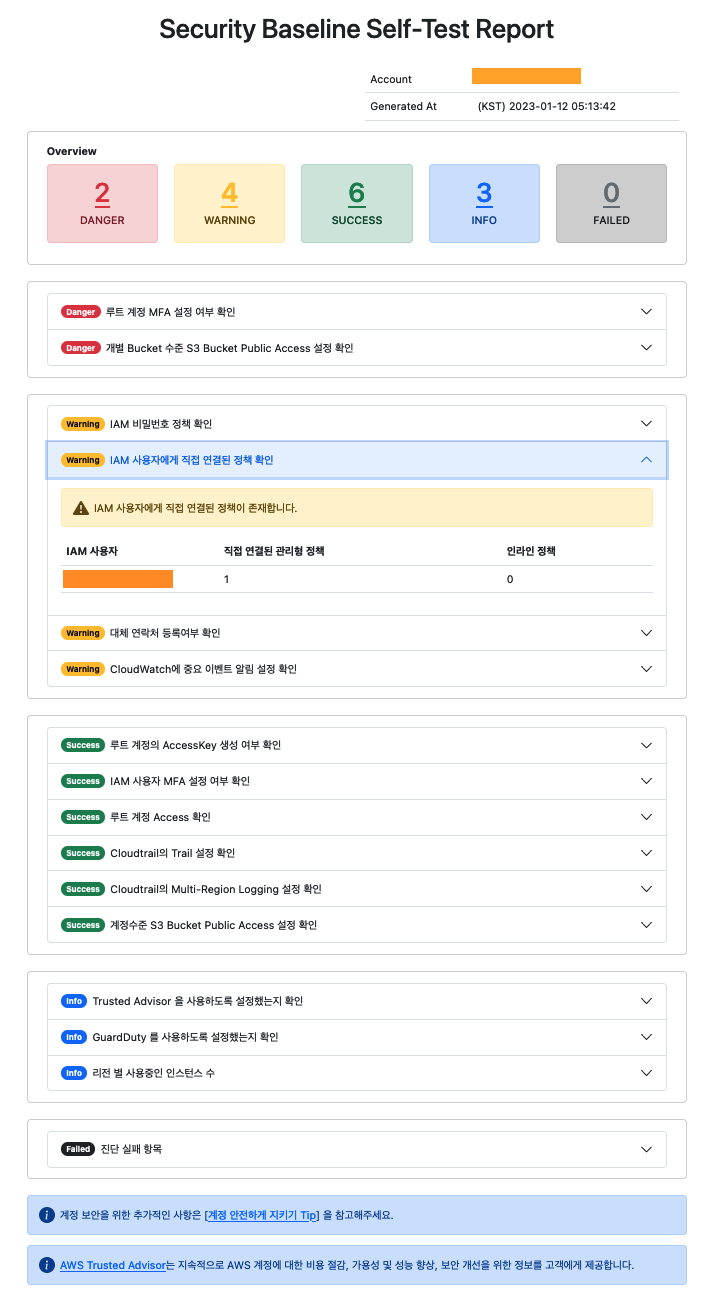 Security Baseline Self-Test Report
Account
Generated At (KST) 2023-01-12 05:13:42
Overview
2
DANGER
4
WARNING
6
SUCCESS
3
INFO
0
FAILED
Danger 루트 계정 MFA 설정 여부 확인
Danger 개별 Bucket 수준 S3 Bucket Public Access 설정 확인
Warning IAM 비밀번호 정책 확인
Warning IAM 사용자에게 직접 연결된 정책 확인
IAM 사용자에게 직접 연결된 정책이 존재합니다.
IAM 사용자 직접 연결된 관리형 정책 인라인 정책
1 0
Warning 대체 연락처 등록여부 확인
Warning CloudWatch에 중요 이벤트 알림 설정 확인
Success 루트 계정의 AccessKey 생성 여부 확인
Success IAM 사용자 MFA 설정 여부 확인
Success 루트 계정 Access 확인
Success Cloudtrail의 Trail 설정 확인
Success Cloudtrail의 Multi-Region Logging 설정 확인
Success 계정수준 S3 Bucket Public Access 설정 확인
Info Trusted Advisor 을 사용하도록 설정했는지 확인
Info GuardDuty 를 사용하도록 설정했는지 확인
Info 리전 별 사용중인 인스턴스 수
Failed 진단 실패 항목
계정 보안을 위한 추가적인 사항은 [계정 안전하게 지키기 Tip] 을 참고해주세요.
AWS Trusted Advisor는 지속적으로 AWS 계정에 대한 비용 절감, 가용성 및 성능 향상, 보안 개선을 위한 정보를 고객에게 제공합니다.